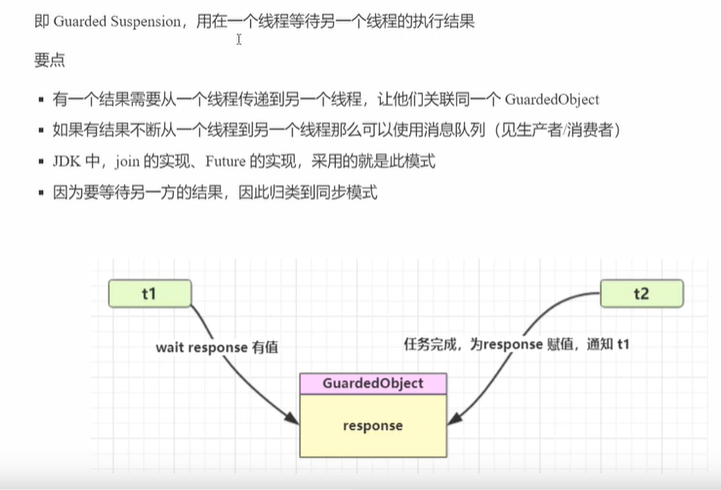 即 Guarded Suspension，用在一个线程等待另一个线程的执行结果
要点
▪ 有一个结果需要从一个线程传递到另一个线程，让他们关联同一个 GuardedObject
▪ 如果有结果不断从一个线程到另一个线程那么可以使用消息队列（见生产者/消费者）
▪ JDK 中，join 的实现、Future 的实现，采用的就是此模式
▪ 因为要等待另一方的结果，因此归类到同步模式
t1
t2
wait response 有值
任务完成，为response 赋值，通知 t1
GuardedObject
response